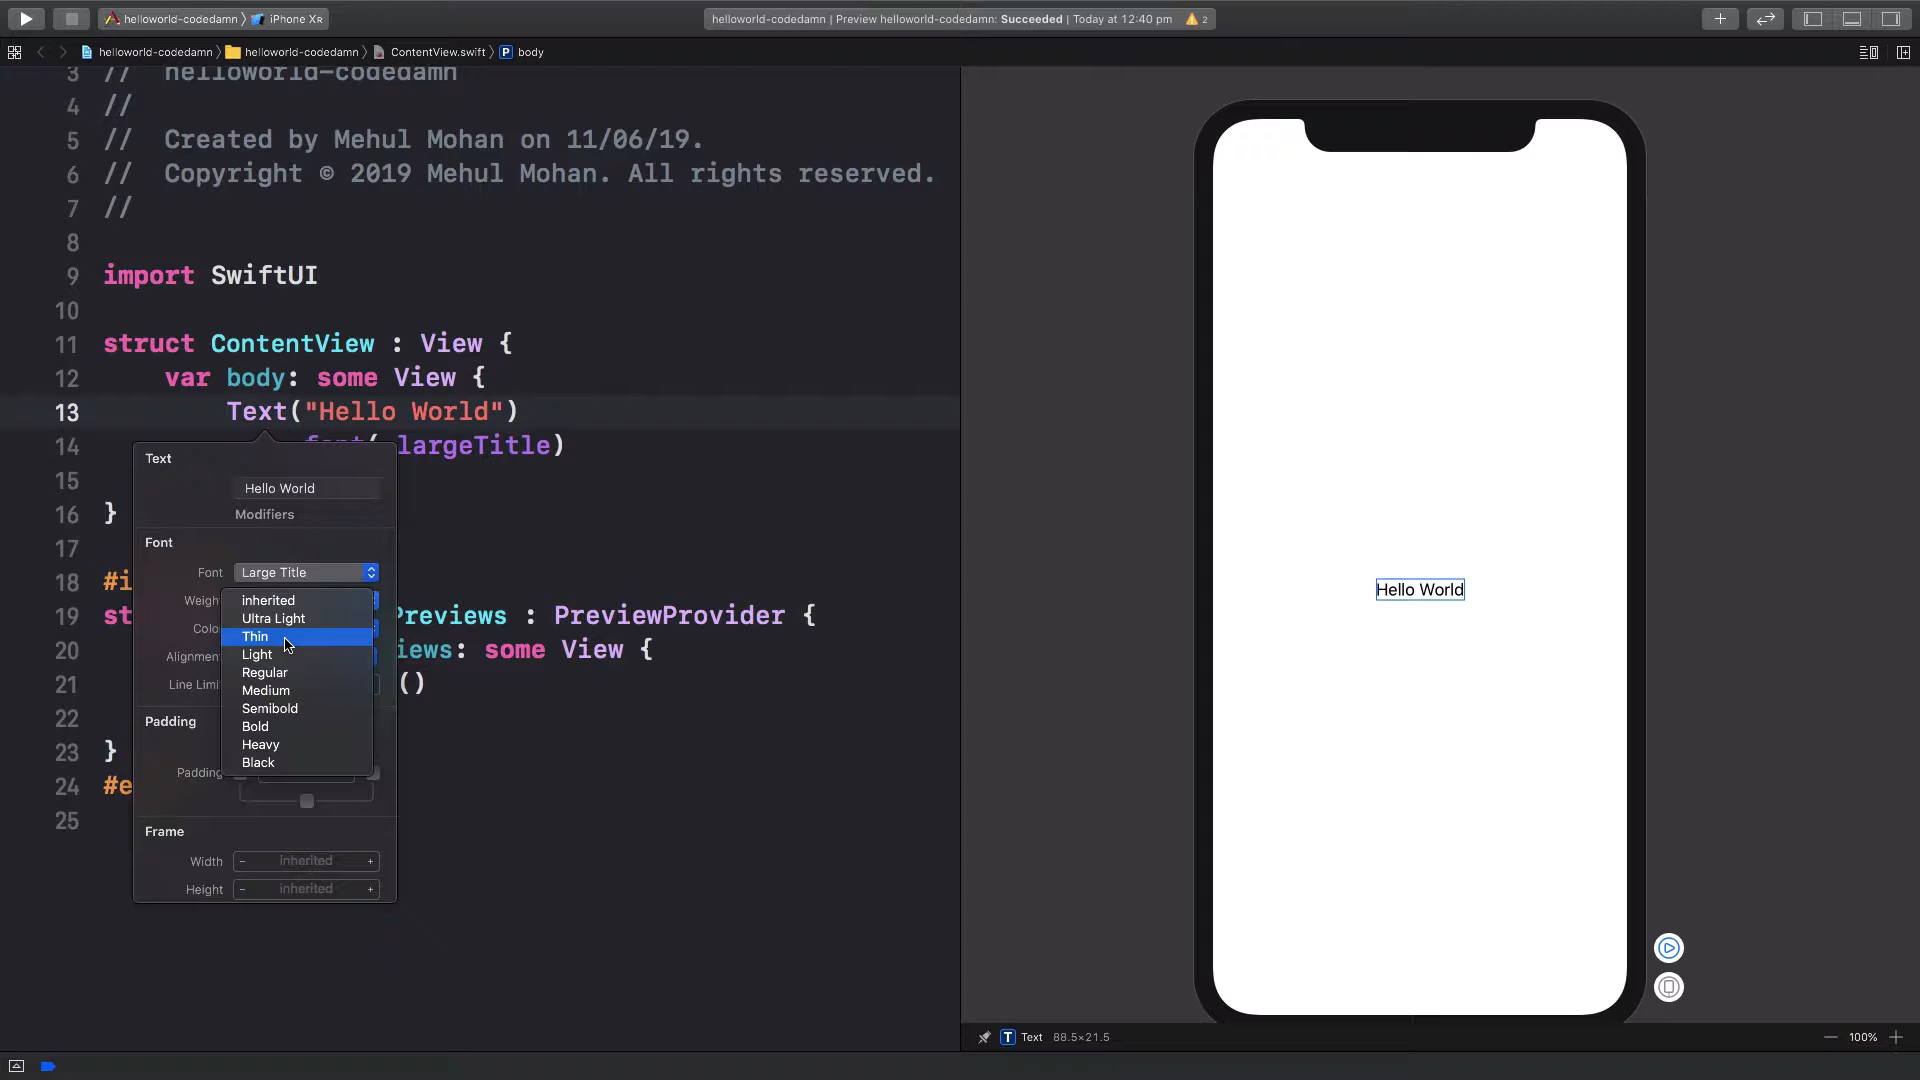 helloworld-codedamn 〉 iPhone XR
helloworld-codedamn | Preview helloworld-codedamn: Succeeded | Today at 12:40 pm 2
helloworld-codedamn 〉 helloworld-codedamn 〉 ContentView.swift 〉 P body
3 // helloworld-codedamn
4 //
5 // Created by Mehul Mohan on 11/06/19.
6 // Copyright © 2019 Mehul Mohan. All rights reserved.
7 //
8
9 import SwiftUI
10
11 struct ContentView : View {
12 var body: some View {
13 Text("Hello World")
14 font( largeTitle)
15
16 }
17
18 #i
19 st Previews : PreviewProvider {
20 iews: some View {
21 ()
22
23 }
24 #e
25
Text
Hello World
Modifiers
Font
Font Large Title
Weigh
Colo
Alignmen
Line Limi
inherited
Ultra Light
Thin
Light
Regular
Medium
Semibold
Bold
Heavy
Black
Padding
Padding
Frame
Width − inherited +
Height − inherited +
Hello World
T Text 88.5×21.5
— 100% +